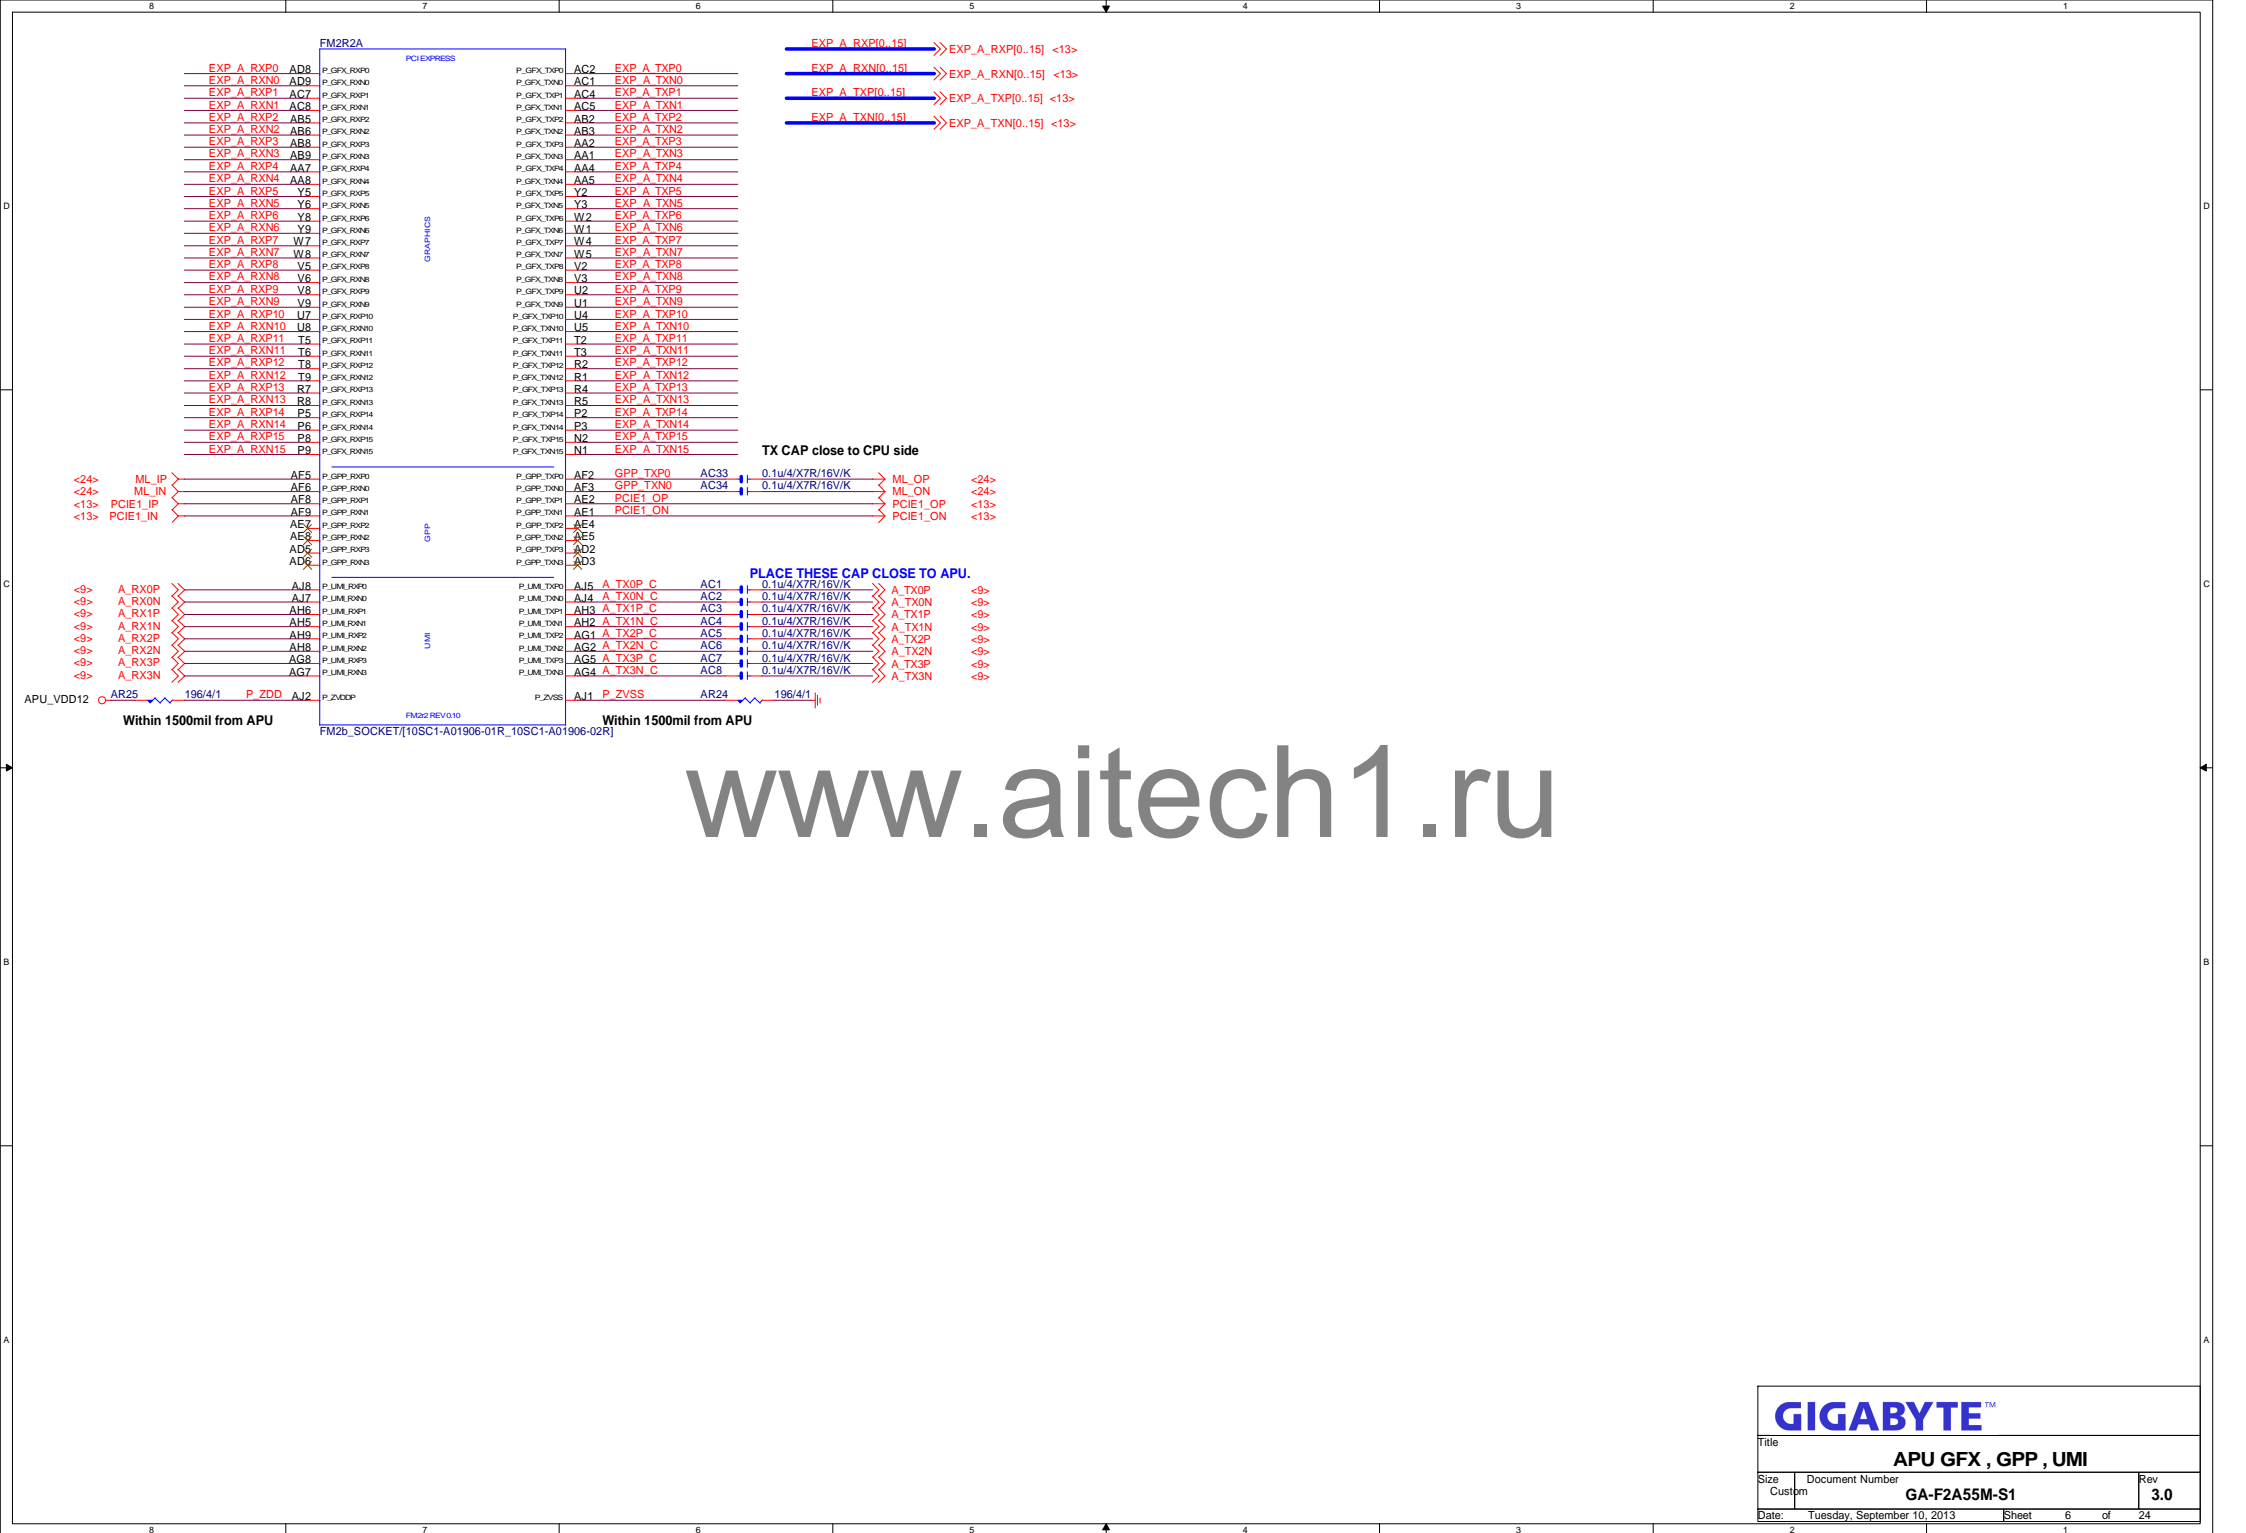 8 7 6 5 4 3 2 1
FM2R2A
PCI EXPRESS
EXP_A_RXP[0..15] EXP_A_RXP[0..15] <13>
EXP_A_RXN[0..15] EXP_A_RXN[0..15] <13>
EXP_A_TXP[0..15] EXP_A_TXP[0..15] <13>
EXP_A_TXN[0..15] EXP_A_TXN[0..15] <13>
EXP_A_RXP0 AD8 P_GFX_RXP0 P_GFX_TXP0 AC2 EXP_A_TXP0
EXP_A_RXN0 AD9 P_GFX_RXN0 P_GFX_TXN0 AC1 EXP_A_TXN0
EXP_A_RXP1 AC7 P_GFX_RXP1 P_GFX_TXP1 AC4 EXP_A_TXP1
EXP_A_RXN1 AC8 P_GFX_RXN1 P_GFX_TXN1 AC5 EXP_A_TXN1
EXP_A_RXP2 AB5 P_GFX_RXP2 P_GFX_TXP2 AB2 EXP_A_TXP2
EXP_A_RXN2 AB6 P_GFX_RXN2 P_GFX_TXN2 AB3 EXP_A_TXN2
EXP_A_RXP3 AB8 P_GFX_RXP3 P_GFX_TXP3 AA2 EXP_A_TXP3
EXP_A_RXN3 AB9 P_GFX_RXN3 P_GFX_TXN3 AA1 EXP_A_TXN3
EXP_A_RXP4 AA7 P_GFX_RXP4 P_GFX_TXP4 AA4 EXP_A_TXP4
EXP_A_RXN4 AA8 P_GFX_RXN4 P_GFX_TXN4 AA5 EXP_A_TXN4
EXP_A_RXP5 Y5 P_GFX_RXP5 P_GFX_TXP5 Y2 EXP_A_TXP5
EXP_A_RXN5 Y6 P_GFX_RXN5 P_GFX_TXN5 Y3 EXP_A_TXN5
D D
EXP_A_RXP6 Y8 P_GFX_RXP6 P_GFX_TXP6 W2 EXP_A_TXP6
EXP_A_RXN6 Y9 P_GFX_RXN6 P_GFX_TXN6 W1 EXP_A_TXN6
GRAPHICS
EXP_A_RXP7 W7 P_GFX_RXP7 P_GFX_TXP7 W4 EXP_A_TXP7
EXP_A_RXN7 W8 P_GFX_RXN7 P_GFX_TXN7 W5 EXP_A_TXN7
EXP_A_RXP8 V5 P_GFX_RXP8 P_GFX_TXP8 V2 EXP_A_TXP8
EXP_A_RXN8 V6 P_GFX_RXN8 P_GFX_TXN8 V3 EXP_A_TXN8
EXP_A_RXP9 V8 P_GFX_RXP9 P_GFX_TXP9 U2 EXP_A_TXP9
EXP_A_RXN9 V9 P_GFX_RXN9 P_GFX_TXN9 U1 EXP_A_TXN9
EXP_A_RXP10 U7 P_GFX_RXP10 P_GFX_TXP10 U4 EXP_A_TXP10
EXP_A_RXN10 U8 P_GFX_RXN10 P_GFX_TXN10 U5 EXP_A_TXN10
EXP_A_RXP11 T5 P_GFX_RXP11 P_GFX_TXP11 T2 EXP_A_TXP11
EXP_A_RXN11 T6 P_GFX_RXN11 P_GFX_TXN11 T3 EXP_A_TXN11
EXP_A_RXP12 T8 P_GFX_RXP12 P_GFX_TXP12 R2 EXP_A_TXP12
EXP_A_RXN12 T9 P_GFX_RXN12 P_GFX_TXN12 R1 EXP_A_TXN12
EXP_A_RXP13 R7 P_GFX_RXP13 P_GFX_TXP13 R4 EXP_A_TXP13
EXP_A_RXN13 R8 P_GFX_RXN13 P_GFX_TXN13 R5 EXP_A_TXN13
EXP_A_RXP14 P5 P_GFX_RXP14 P_GFX_TXP14 P2 EXP_A_TXP14
EXP_A_RXN14 P6 P_GFX_RXN14 P_GFX_TXN14 P3 EXP_A_TXN14
EXP_A_RXP15 P8 P_GFX_RXP15 P_GFX_TXP15 N2 EXP_A_TXP15
EXP_A_RXN15 P9 P_GFX_RXN15 P_GFX_TXN15 N1 EXP_A_TXN15
TX CAP close to CPU side
<24> ML_IP AF5 P_GPP_RXP0 P_GPP_TXP0 AF2 GPP_TXP0 AC33 0.1u/4/X7R/16V/K ML_OP <24>
<24> ML_IN AF6 P_GPP_RXN0 P_GPP_TXN0 AF3 GPP_TXN0 AC34 0.1u/4/X7R/16V/K ML_ON <24>
<13> PCIE1_IP AF8 P_GPP_RXP1 P_GPP_TXP1 AE2 PCIE1_OP PCIE1_OP <13>
<13> PCIE1_IN AF9 P_GPP_RXN1 P_GPP_TXN1 AE1 PCIE1_ON PCIE1_ON <13>
AE7 P_GPP_RXP2 P_GPP_TXP2 AE4
GPP
AE8 P_GPP_RXN2 P_GPP_TXN2 AE5
AD5 P_GPP_RXP3 P_GPP_TXP3 AD2
AD6 P_GPP_RXN3 P_GPP_TXN3 AD3
PLACE THESE CAP CLOSE TO APU.
C C
<9> A_RX0P AJ8 P_UMI_RXP0 P_UMI_TXP0 AJ5 A_TX0P_C AC1 0.1u/4/X7R/16V/K A_TX0P <9>
<9> A_RX0N AJ7 P_UMI_RXN0 P_UMI_TXN0 AJ4 A_TX0N_C AC2 0.1u/4/X7R/16V/K A_TX0N <9>
<9> A_RX1P AH6 P_UMI_RXP1 P_UMI_TXP1 AH3 A_TX1P_C AC3 0.1u/4/X7R/16V/K A_TX1P <9>
<9> A_RX1N AH5 P_UMI_RXN1 P_UMI_TXN1 AH2 A_TX1N_C AC4 0.1u/4/X7R/16V/K A_TX1N <9>
<9> A_RX2P AH9 P_UMI_RXP2 P_UMI_TXP2 AG1 A_TX2P_C AC5 0.1u/4/X7R/16V/K A_TX2P <9>
UMI
<9> A_RX2N AH8 P_UMI_RXN2 P_UMI_TXN2 AG2 A_TX2N_C AC6 0.1u/4/X7R/16V/K A_TX2N <9>
<9> A_RX3P AG8 P_UMI_RXP3 P_UMI_TXP3 AG5 A_TX3P_C AC7 0.1u/4/X7R/16V/K A_TX3P <9>
<9> A_RX3N AG7 P_UMI_RXN3 P_UMI_TXN3 AG4 A_TX3N_C AC8 0.1u/4/X7R/16V/K A_TX3N <9>
APU_VDD12 AR25 196/4/1 P_ZDD AJ2 P_ZVDDP P_ZVSS AJ1 P_ZVSS AR24 196/4/1
Within 1500mil from APU FM2r2 REV 0.10 Within 1500mil from APU
FM2b_SOCKET/[10SC1-A01906-01R_10SC1-A01906-02R]
www.aitech1.ru
B B
A A
GIGABYTE™
Title
APU GFX , GPP , UMI
Size Document Number Rev
Custom GA-F2A55M-S1 3.0
Date: Tuesday, September 10, 2013 Sheet 6 of 24
8 7 6 5 4 3 2 1